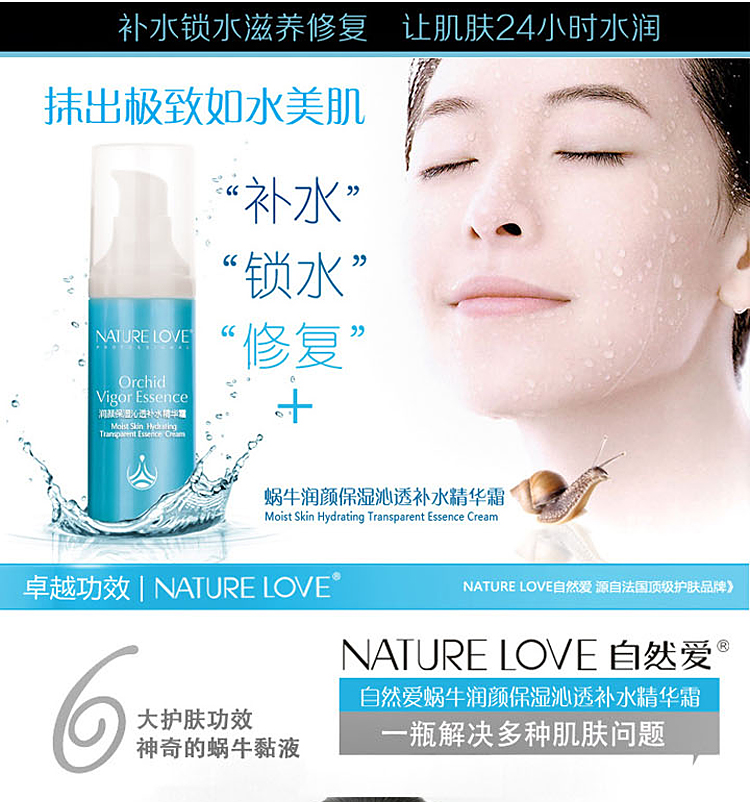 补水锁水滋养修复 让肌肤24小时水润
抹出极致如水美肌
“补水”
“锁水”
“修复”
+
NATURE LOVE®
PROFESSIONAL
Orchid
Vigor Essence
润颜保湿沁透补水精华霜
Moist Skin Hydrating
Transparent Essence Cream
蜗牛润颜保湿沁透补水精华霜
Moist Skin Hydrating Transparent Essence Cream
卓越功效 | NATURE LOVE®
NATURE LOVE自然爱 源自法国顶级护肤品牌》
6
大护肤功效
神奇的蜗牛黏液
NATURE LOVE 自然爱®
自然爱蜗牛润颜保湿沁透补水精华霜
一瓶解决多种肌肤问题